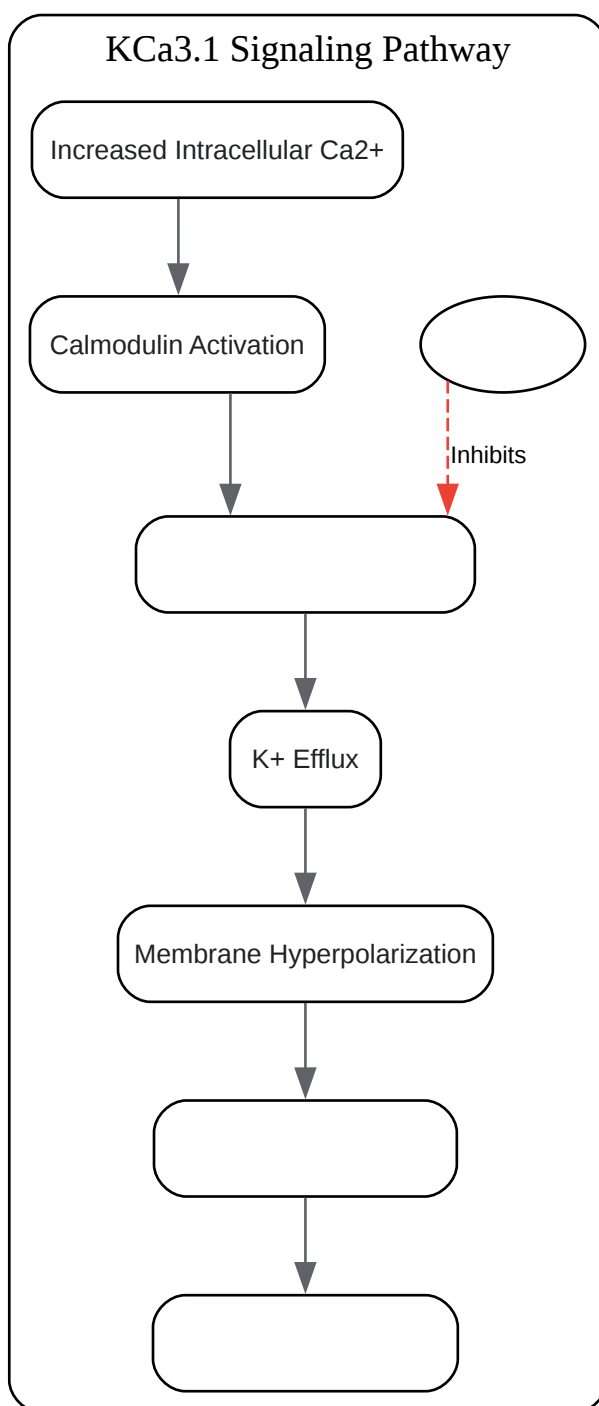 KCa3.1 Signaling Pathway
Increased Intracellular Ca2+
Calmodulin Activation
Inhibits
K+ Efflux
Membrane Hyperpolarization